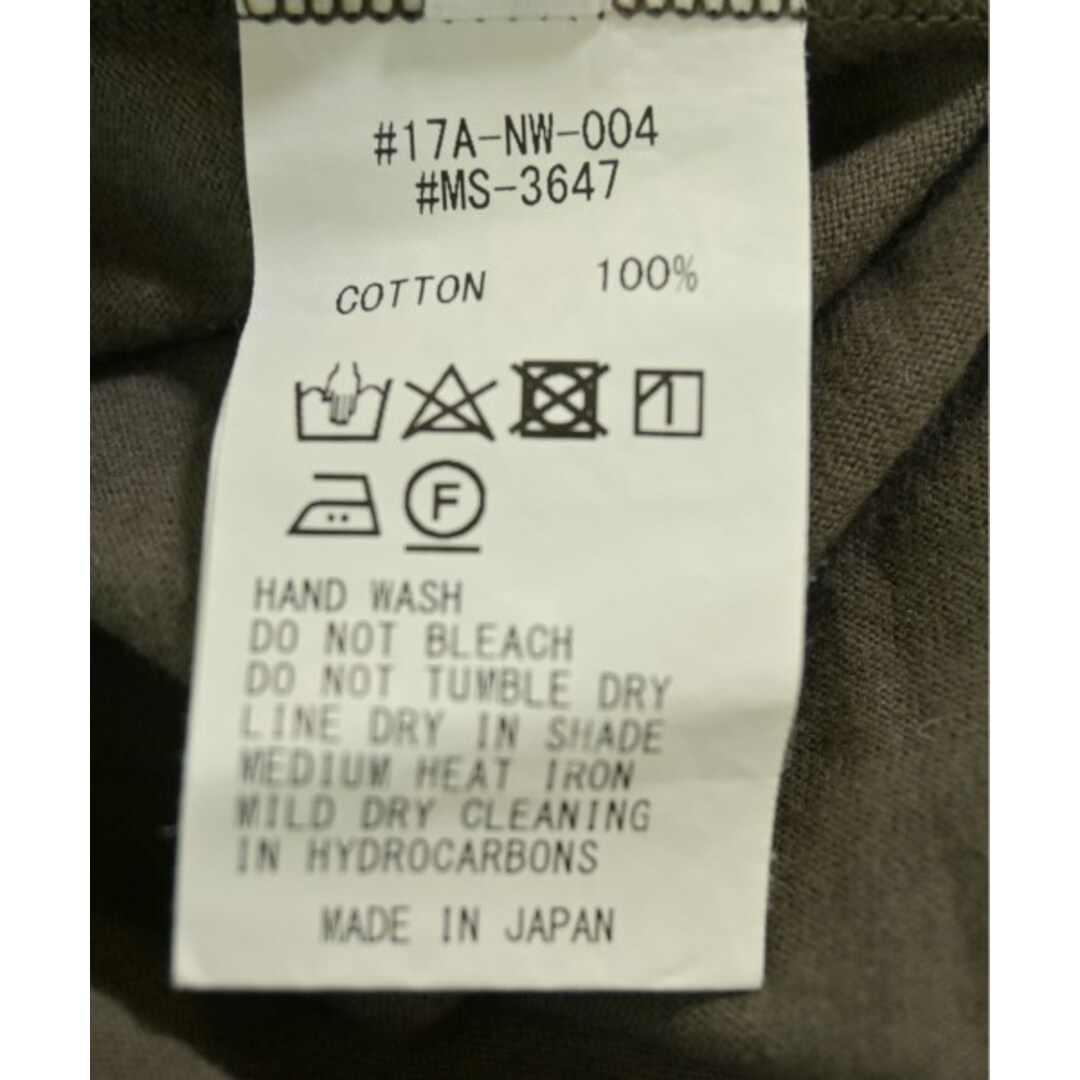 #17A-NW-004
#MS-3647
COTTON 100%
F
HAND WASH
DO NOT BLEACH
DO NOT TUMBLE DRY
LINE DRY IN SHADE
MEDIUM HEAT IRON
MILD DRY CLEANING
IN HYDROCARBONS
MADE IN JAPAN